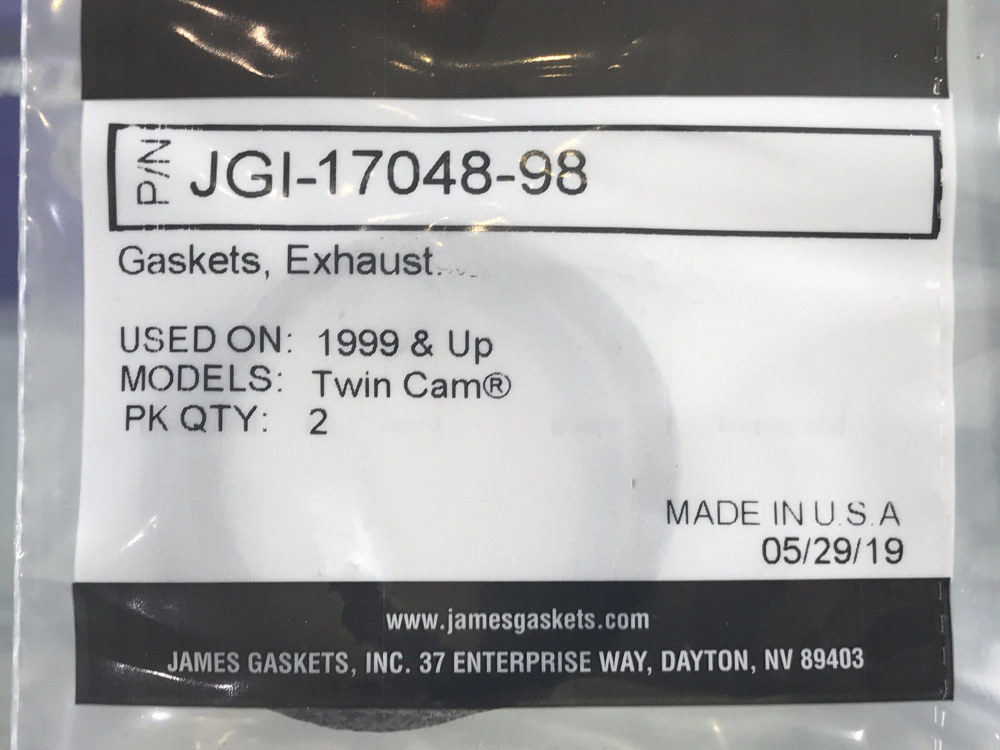 P/N JGI-17048-98
Gaskets, Exhaust....
USED ON: 1999 & Up
MODELS: Twin Cam®
PK QTY: 2
MADE IN U.S.A
05/29/19
www.jamesgaskets.com
JAMES GASKETS, INC. 37 ENTERPRISE WAY, DAYTON, NV 89403